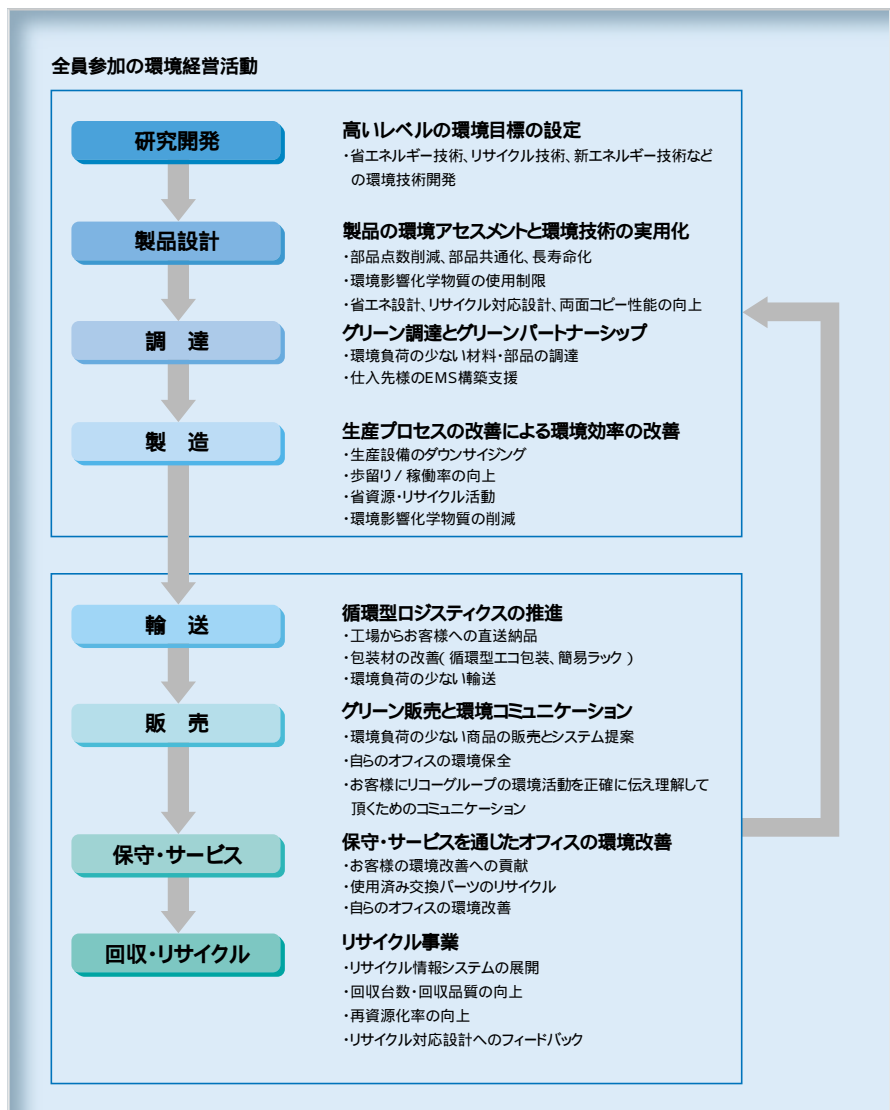 全員参加の環境経営活動
研究開発
高いレベルの環境目標の設定
・省エネルギー技術、リサイクル技術、新エネルギー技術など
の環境技術開発
製品設計
製品の環境アセスメントと環境技術の実用化
・部品点数削減、部品共通化、長寿命化
・環境影響化学物質の使用制限
・省エネ設計、リサイクル対応設計、両面コピー性能の向上
調 達
グリーン調達とグリーンパートナーシップ
・環境負荷の少ない材料・部品の調達
・仕入先様のEMS構築支援
製 造
生産プロセスの改善による環境効率の改善
・生産設備のダウンサイジング
・歩留り / 稼働率の向上
・省資源・リサイクル活動
・環境影響化学物質の削減
輸 送
循環型ロジスティクスの推進
・工場からお客様への直送納品
・包装材の改善( 循環型エコ包装、簡易ラック )
・環境負荷の少ない輸送
販 売
グリーン販売と環境コミュニケーション
・環境負荷の少ない商品の販売とシステム提案
・自らのオフィスの環境保全
・お客様にリコーグループの環境活動を正確に伝え理解して
頂くためのコミュニケーション
保守・サービス
保守・サービスを通じたオフィスの環境改善
・お客様の環境改善への貢献
・使用済み交換パーツのリサイクル
・自らのオフィスの環境改善
回収・リサイクル
リサイクル事業
・リサイクル情報システムの展開
・回収台数・回収品質の向上
・再資源化率の向上
・リサイクル対応設計へのフィードバック